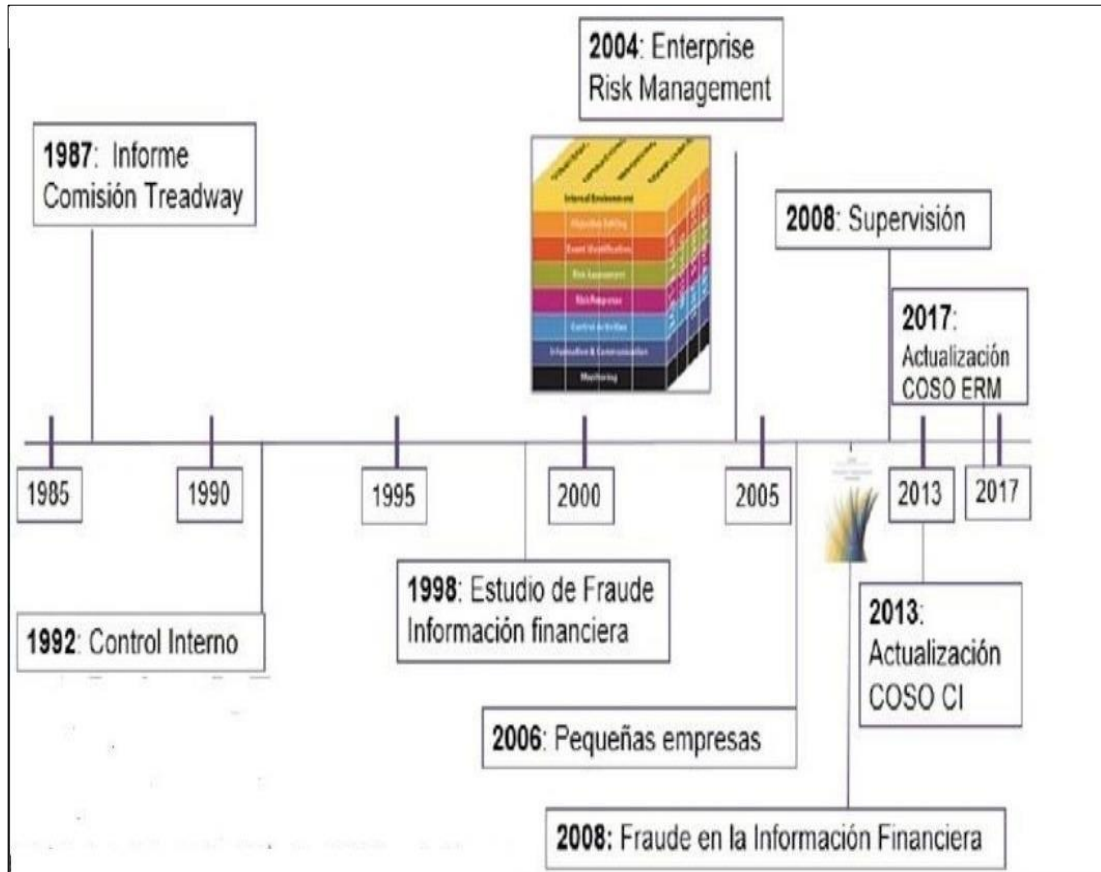 2004: Enterprise
Risk Management
1987: Informe
Comisión Treadway
Internal Environment
Objective Setting
Event Identification
Risk Assessment
Risk Response
Control Activities
Information & Communication
Monitoring
2008: Supervisión
2017:
Actualización
COSO ERM
1985
1990
1995
2000
2005
2013
2017
1992: Control Interno
1998: Estudio de Fraude
Información financiera
2013:
Actualización
COSO CI
2006: Pequeñas empresas
2008: Fraude en la Información Financiera